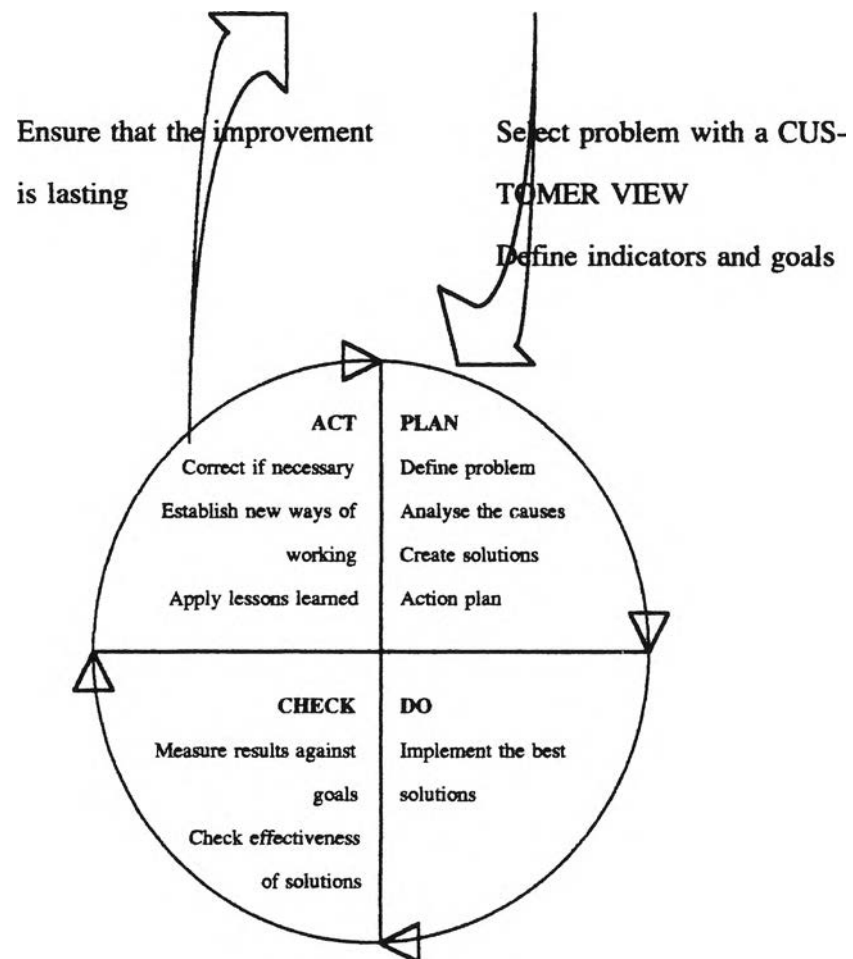 Ensure that the improvement
is lasting
Select problem with a CUS-
TOMER VIEW
Define indicators and goals
ACT
Correct if necessary
Establish new ways of
working
Apply lessons learned
PLAN
Define problem
Analyse the causes
Create solutions
Action plan
CHECK
Measure results against
goals
Check effectiveness
of solutions
DO
Implement the best
solutions